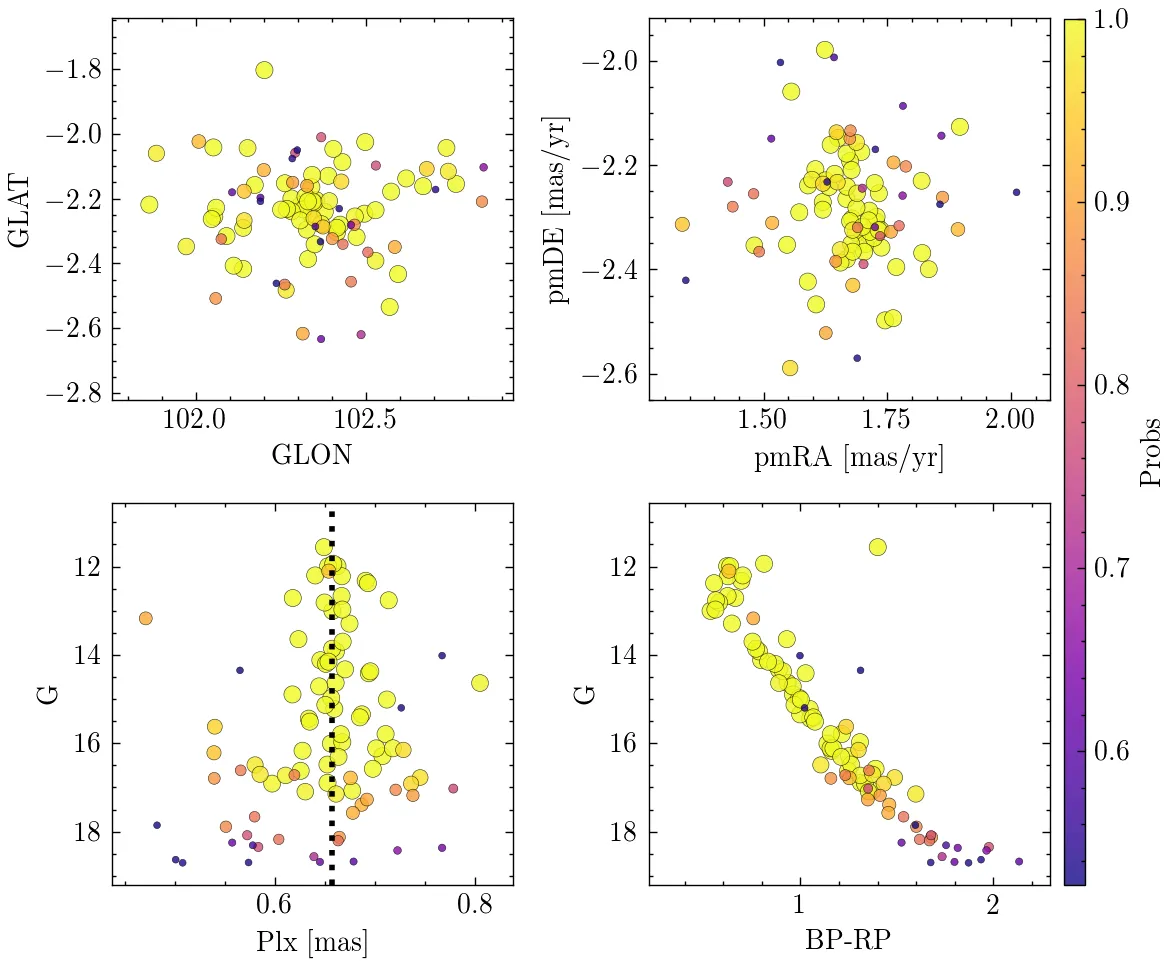 −1.8
−2.0
−2.2
−2.4
−2.6
−2.8
GLAT
102.0 102.5
GLON
−2.0
−2.2
−2.4
−2.6
pmDE [mas/yr]
1.50 1.75 2.00
pmRA [mas/yr]
1.0
0.9
0.8
0.7
0.6
Probs
12
14
16
18
G
0.6 0.8
Plx [mas]
12
14
16
18
G
1 2
BP-RP